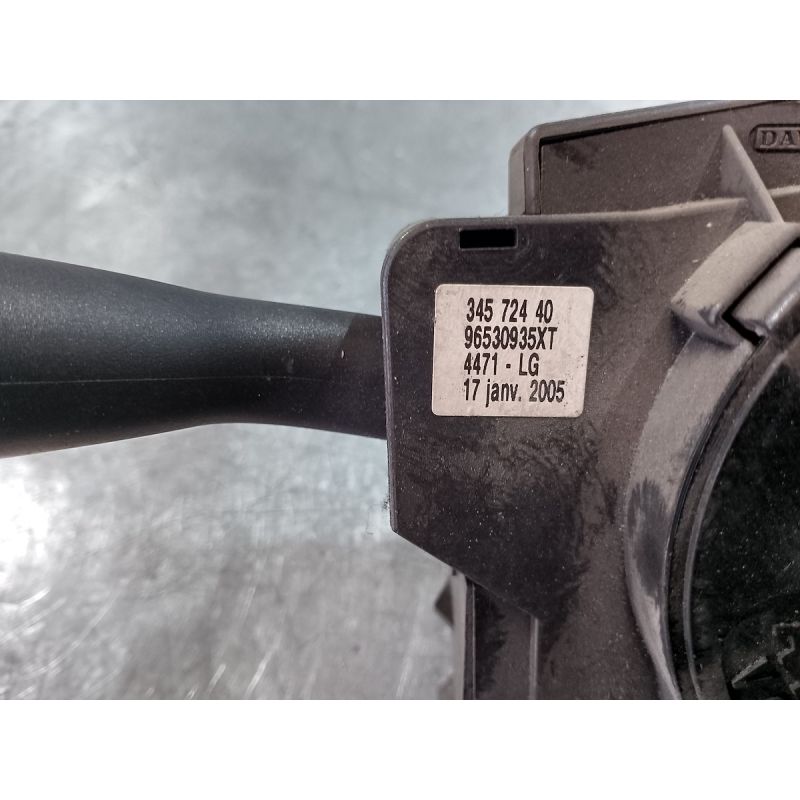 345 724 40
96530935XT
4471 - LG
17 janv. 2005